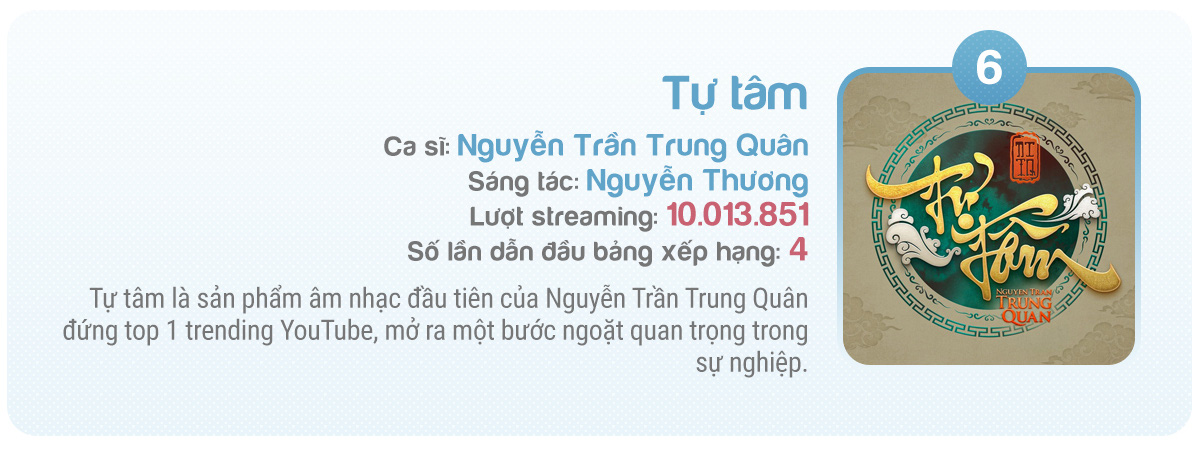 6
Tự tâm
Ca sĩ: Nguyễn Trần Trung Quân
Sáng tác: Nguyễn Thương
Lượt streaming: 10.013.851
Số lần dẫn đầu bảng xếp hạng: 4
Tự tâm là sản phẩm âm nhạc đầu tiên của Nguyễn Trần Trung Quân
đứng top 1 trending YouTube, mở ra một bước ngoặt quan trọng trong
sự nghiệp.
TỰ
TÂM
NGUYEN TRAN
TRUNG
QUAN